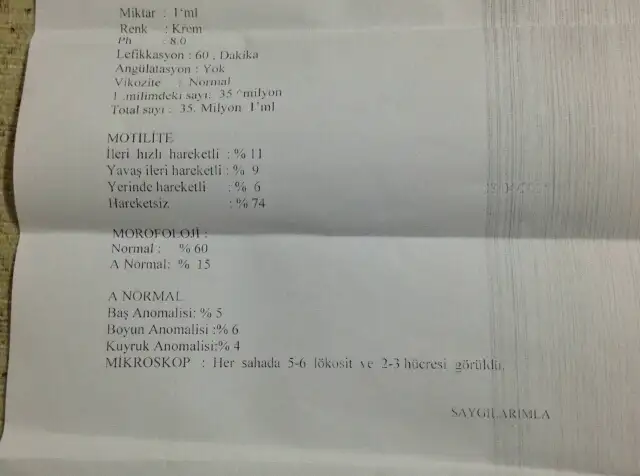 Miktar : 1'ml
Renk : Krem
Ph : 8.0
Lefikkasyon : 60 , Dakika
Angülatasyon : Yok
Vikozite : Normal
1 .milimdeki sayı: 35 ^milyon
Total sayı : 35. Milyon 1'ml
MOTILİTE
İleri hızlı hareketli : % 11
Yavaş ileri hareketli : % 9
Yerinde hareketli : % 6
Hareketsiz : % 74
MOROFOLOJİ :
Normal : % 60
A Normal: % 15
A NORMAL
Baş Anomalisi: % 5
Boyun Anomalisi :% 6
Kuyruk Anomalisi:% 4
MİKROSKOP : Her sahada 5-6 lökosit ve 2-3 hücresi görüldü.
SAYGILARIMLA